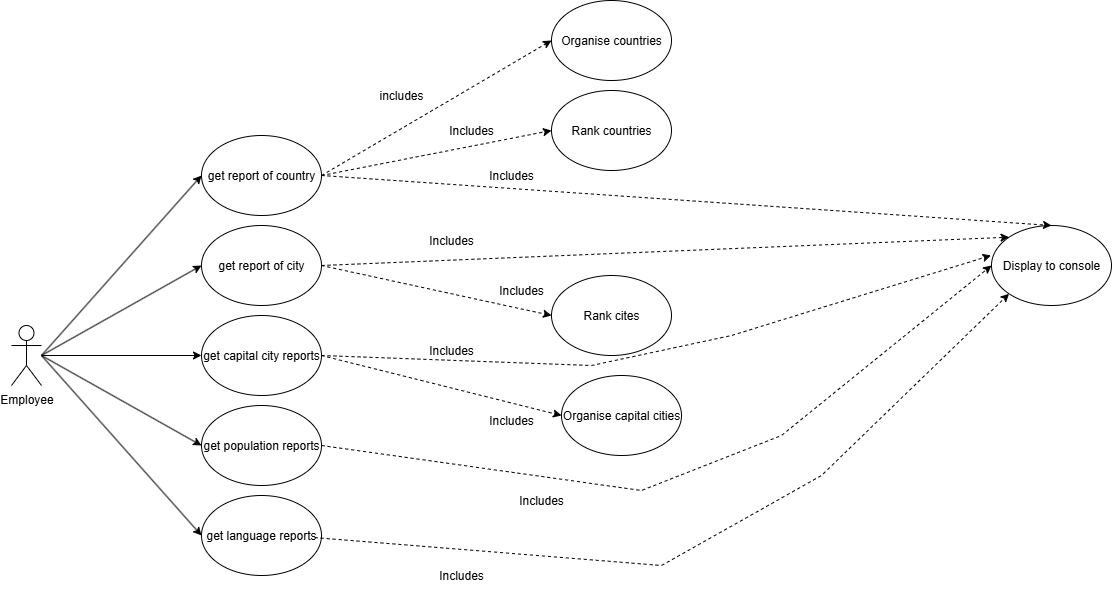 Organise countries
includes
Includes
Rank countries
get report of country
Includes
Includes
get report of city
Display to console
Includes
Rank cites
Includes
get capital city reports
Employee
Organise capital cities
Includes
get population reports
Includes
get language reports
Includes